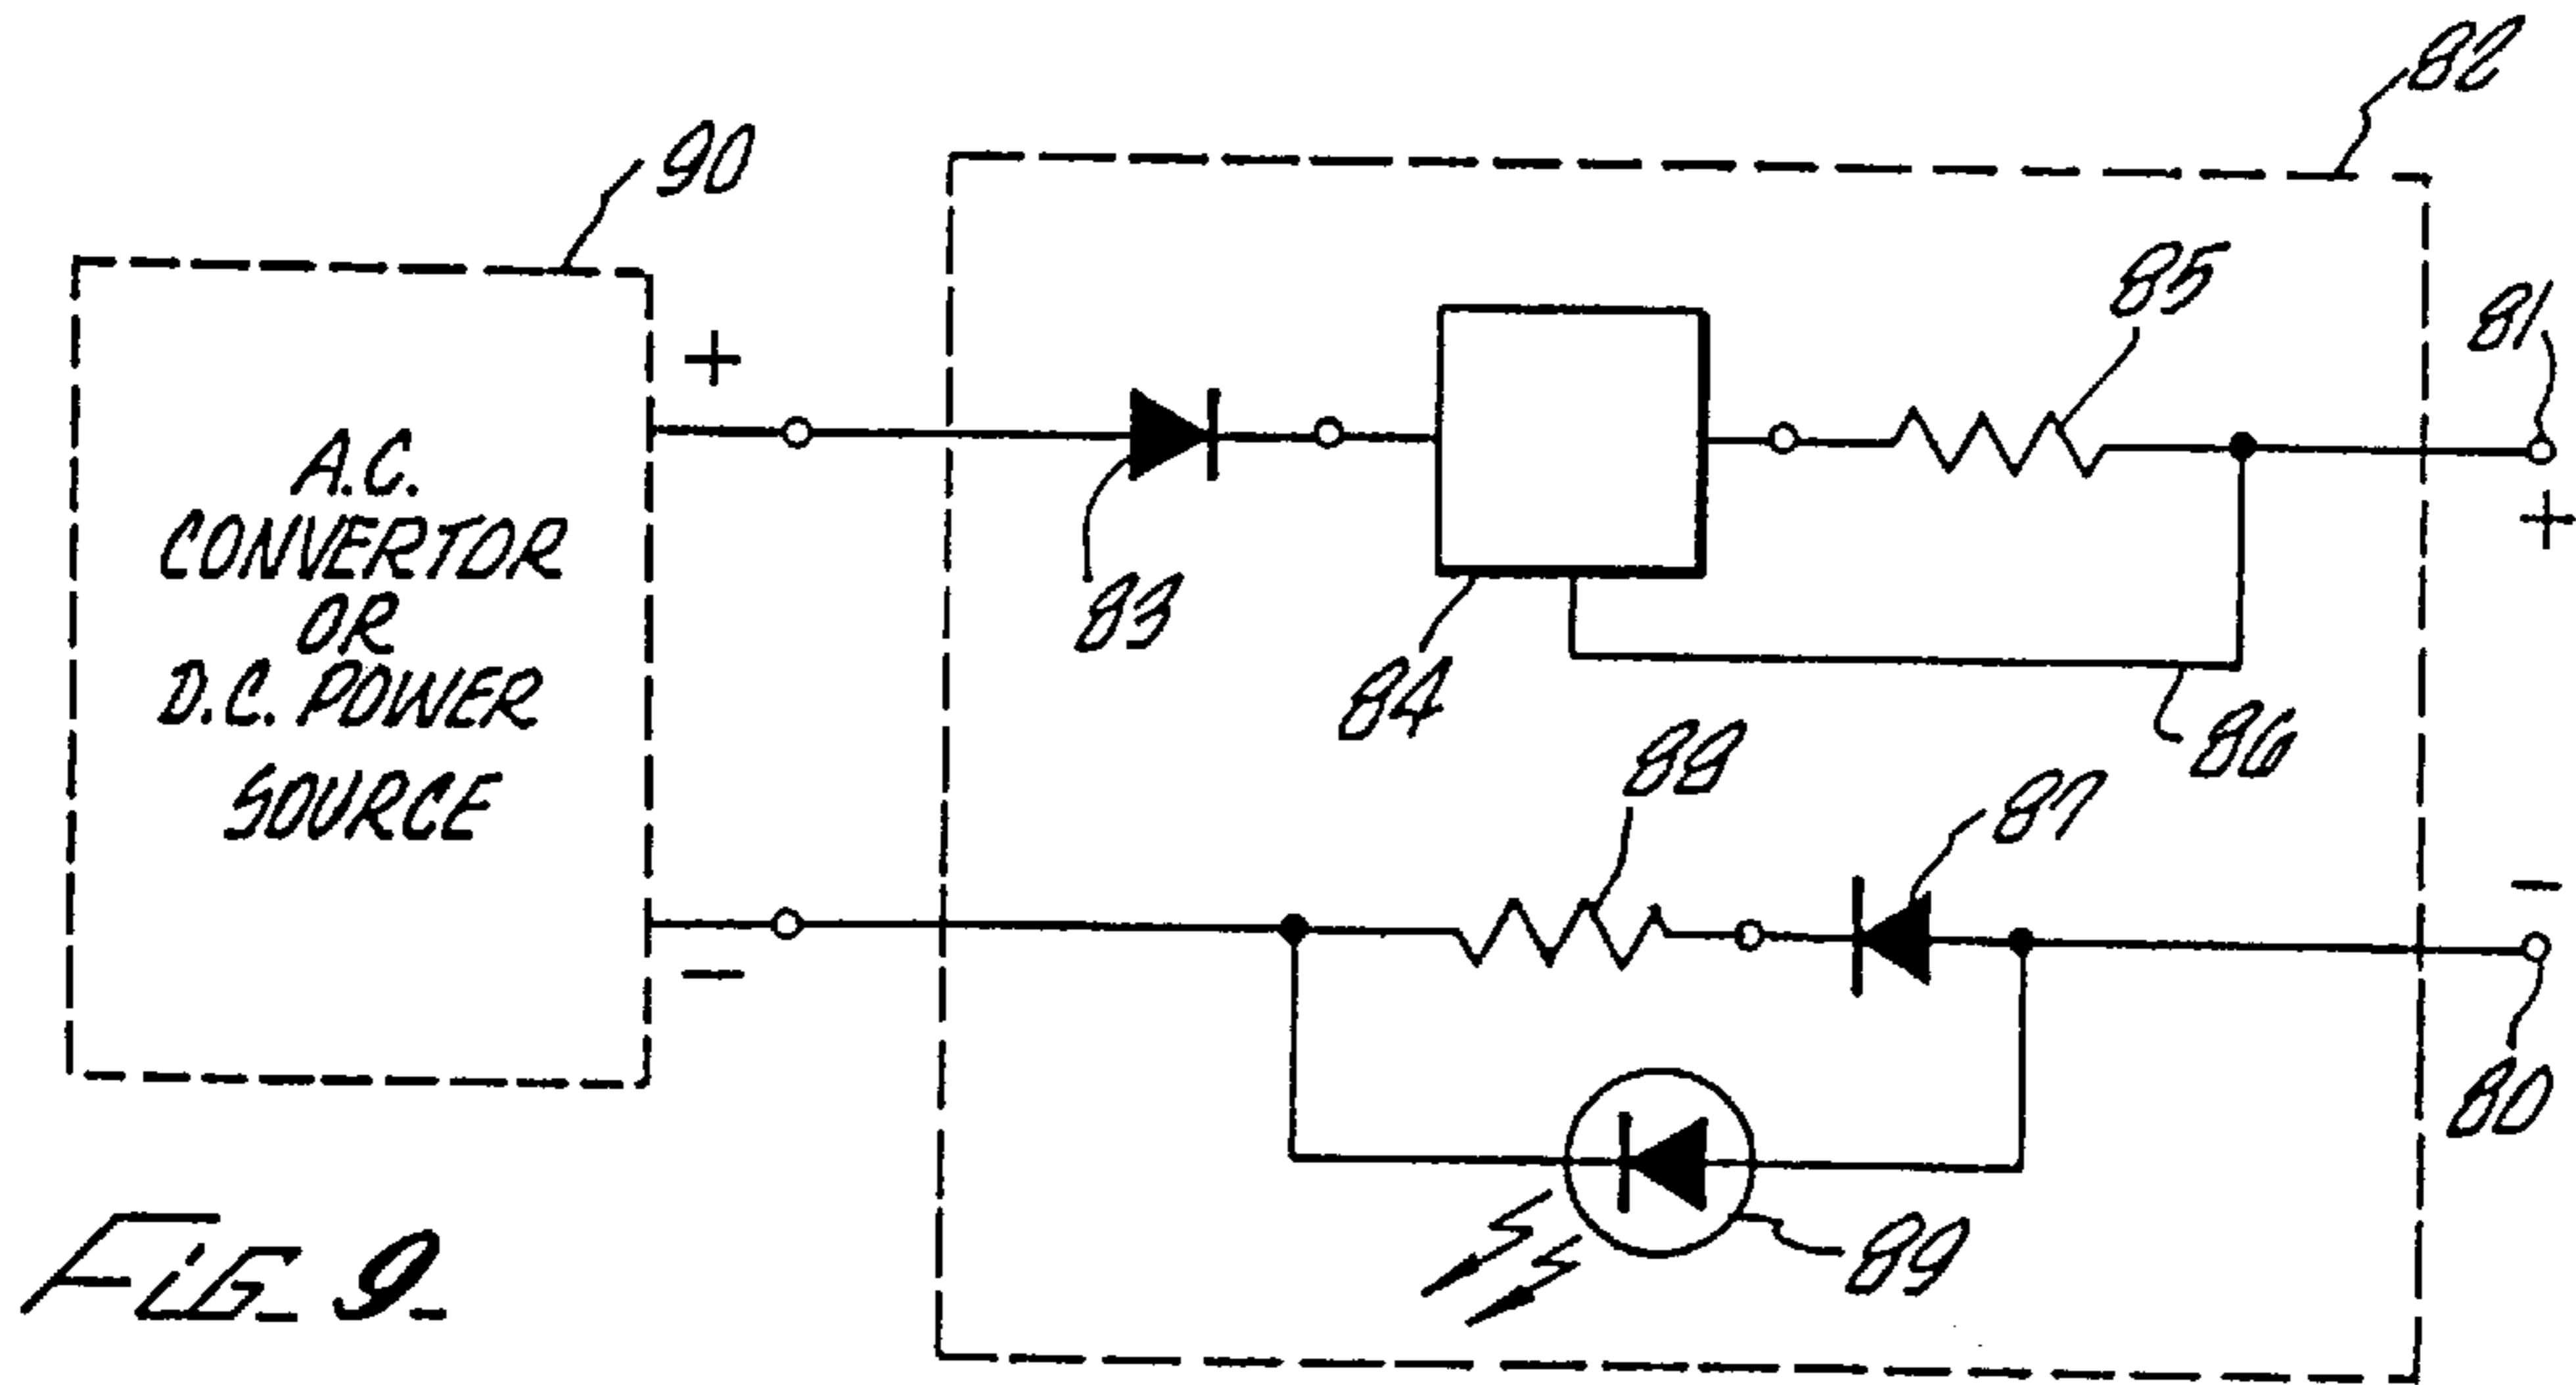 82
90
85
81
+
+
A.C.
CONVERTOR
OR
D.C. POWER
SOURCE
83
84
86
88
87
-
-
80
89
FIG. 9.